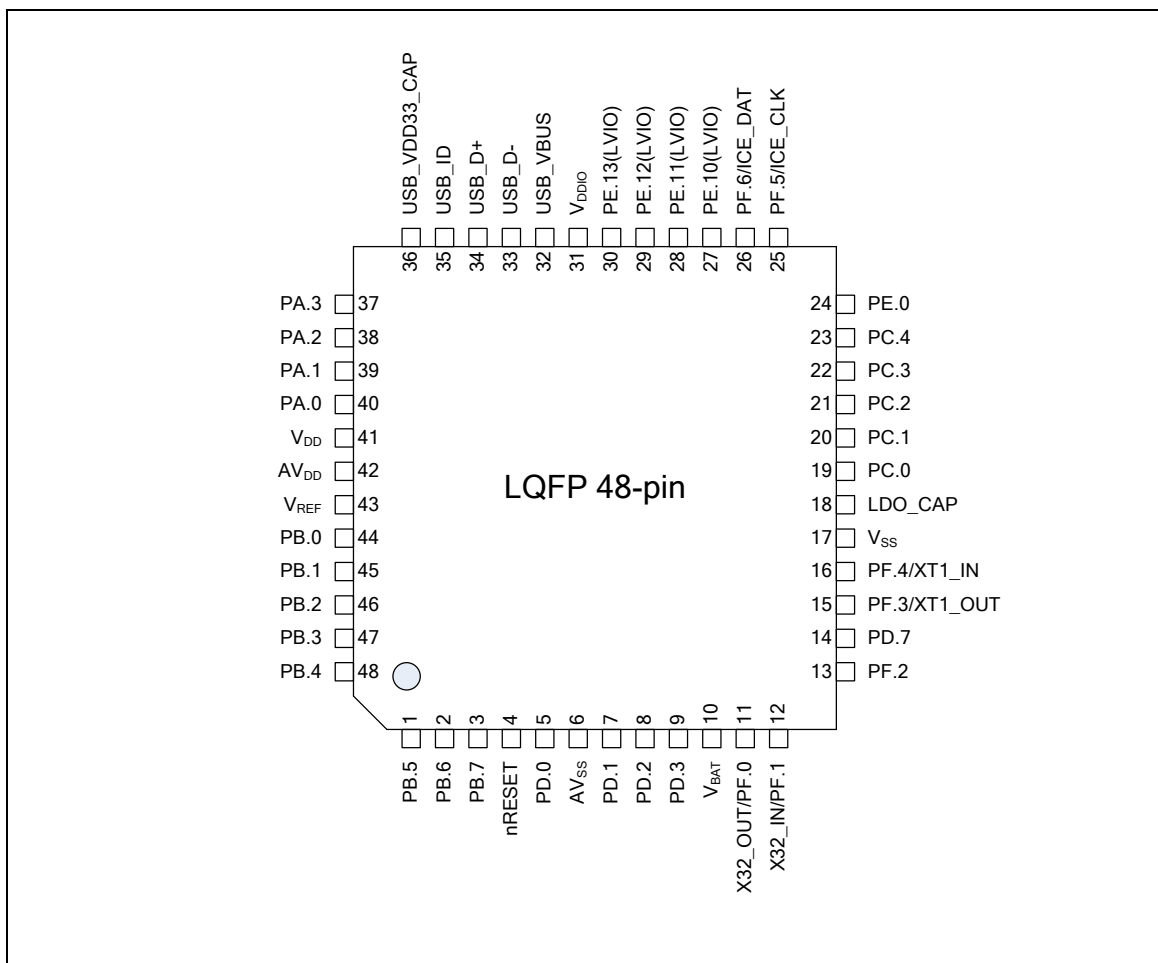 USB_VDD33_CAP
USB_ID
USB_D+
USB_D-
USB_VBUS
VDDIO
PE.13(LVIO)
PE.12(LVIO)
PE.11(LVIO)
PE.10(LVIO)
PF.6/ICE_DAT
PF.5/ICE_CLK
36
35
34
33
32
31
30
29
28
27
26
25
PA.3 37
PA.2 38
PA.1 39
PA.0 40
VDD 41
AVDD 42
VREF 43
PB.0 44
PB.1 45
PB.2 46
PB.3 47
PB.4 48
LQFP 48-pin
24 PE.0
23 PC.4
22 PC.3
21 PC.2
20 PC.1
19 PC.0
18 LDO_CAP
17 VSS
16 PF.4/XT1_IN
15 PF.3/XT1_OUT
14 PD.7
13 PF.2
1
2
3
4
5
6
7
8
9
10
11
12
PB.5
PB.6
PB.7
nRESET
PD.0
AVSS
PD.1
PD.2
PD.3
VBAT
X32_OUT/PF.0
X32_IN/PF.1